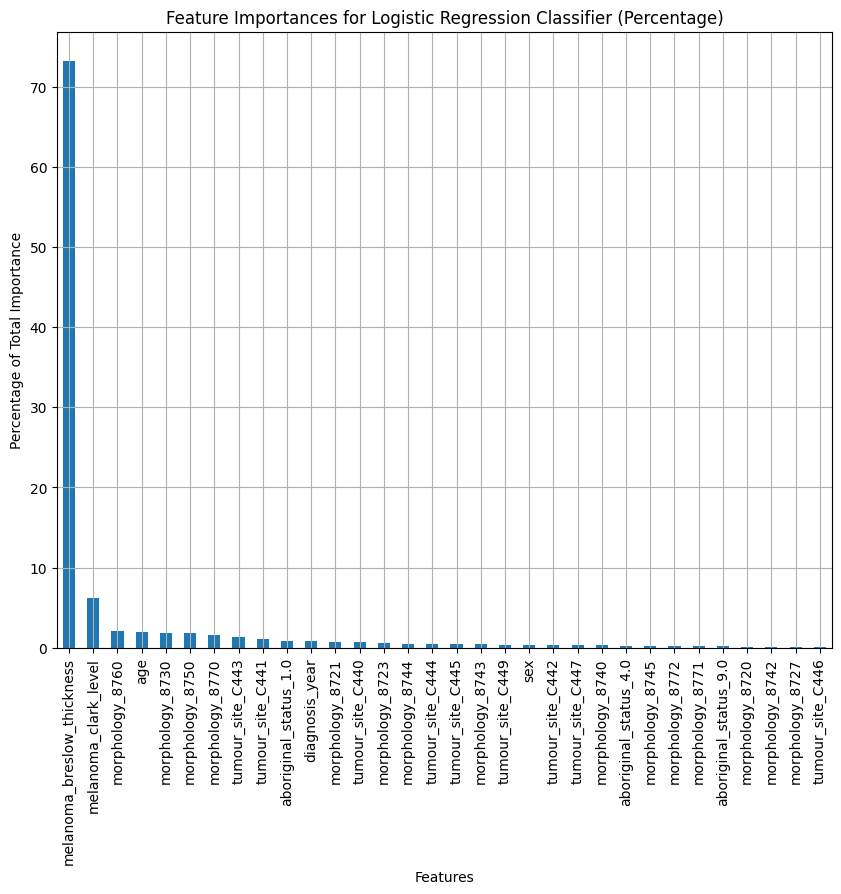 Feature Importances for Logistic Regression Classifier (Percentage)
Percentage of Total Importance
70
60
50
40
30
20
10
0
melanoma_breslow_thickness
melanoma_clark_level
morphology_8760
age
morphology_8730
morphology_8750
morphology_8770
tumour_site_C443
tumour_site_C441
aboriginal_status_1.0
diagnosis_year
morphology_8721
tumour_site_C440
morphology_8723
morphology_8744
tumour_site_C444
tumour_site_C445
morphology_8743
tumour_site_C449
sex
tumour_site_C442
tumour_site_C447
morphology_8740
aboriginal_status_4.0
morphology_8745
morphology_8772
morphology_8771
aboriginal_status_9.0
morphology_8720
morphology_8742
morphology_8727
tumour_site_C446
Features